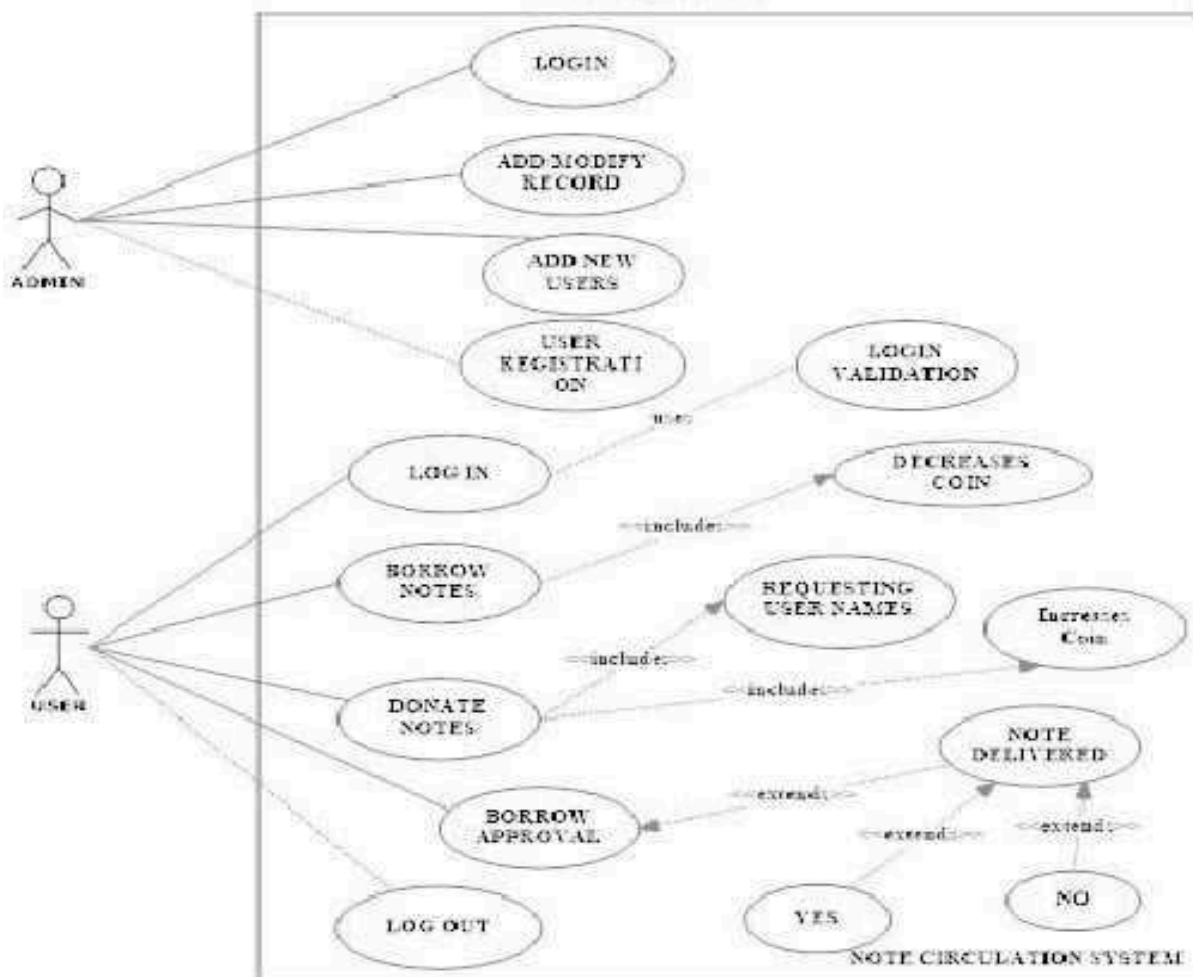 LOGIN
ADD MODIFY
RECORD
ADMIN
ADD NEW
USERS
USER
REGISTRATI
ON
LOGIN
VALIDATION
uses
LOG IN
DECREASES
COIN
<<include>>
BORROW
NOTES
REQUESTING
USER NAMES
Increases
Coin
<<include>>
<<include>>
USER
DONATE
NOTES
NOTE
DELIVERED
<<extend>>
BORROW
APPROVAL
<<extend>>
<<extend>>
LOG OUT
YES
NO
NOTE CIRCULATION SYSTEM